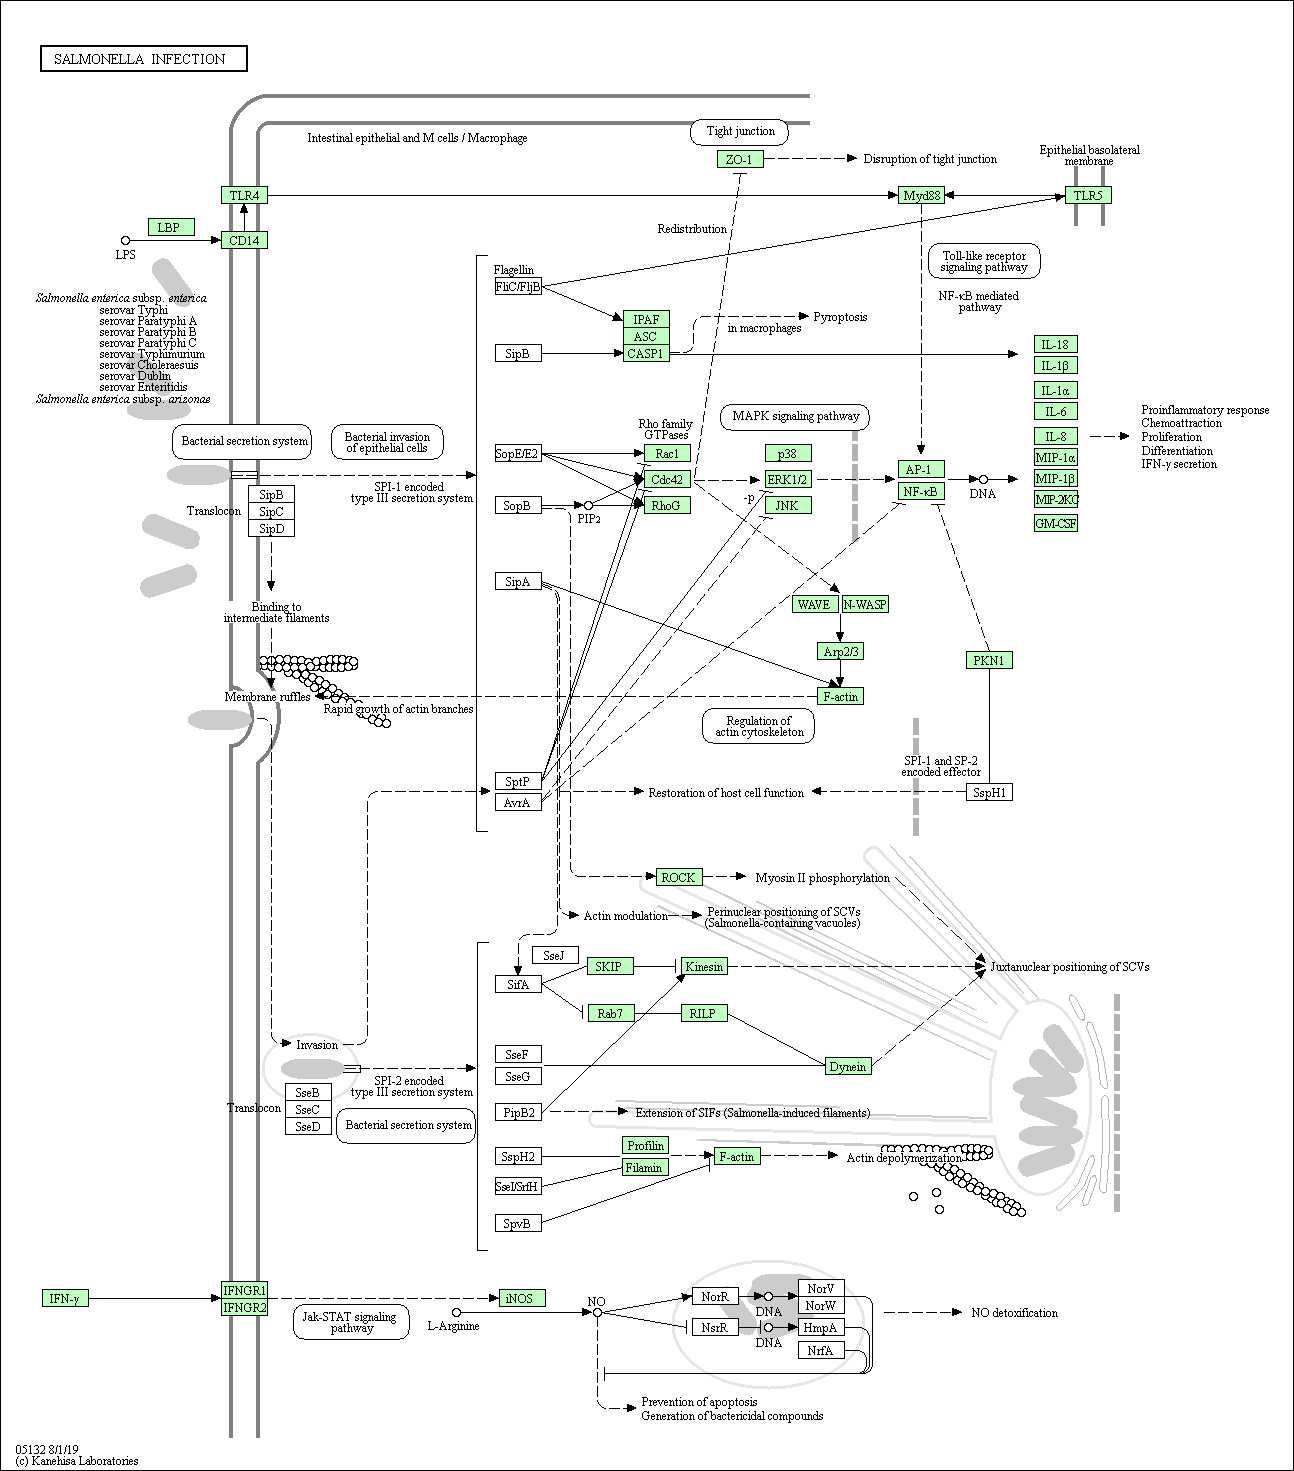 SALMONELLA INFECTION
Intestinal epithelial and M cells / Macrophage
Tight junction
ZO-1
Disruption of tight junction
Epithelial basolateral
membrane
TLR4
Myd88
TLR5
LBP
CD14
LPS
Redistribution
Toll-like receptor
signaling pathway
NF-κB mediated
pathway
Flagellin
FliC/FljB
Salmonella enterica subsp. enterica
serovar Typhi
serovar Paratyphi A
serovar Paratyphi B
serovar Paratyphi C
serovar Typhimurium
serovar Choleraesuis
serovar Dublin
serovar Enteritidis
Salmonella enterica subsp. arizonae
IPAF
ASC
CASP1
SipB
in macrophages
Pyroptosis
IL-18
IL-1β
IL-1α
IL-6
IL-8
MIP-1α
MIP-1β
MIP-2KC
GM-CSF
Proinflammatory response
Chemoattraction
Proliferation
Differentiation
IFN-γ secretion
Bacterial secretion system
Bacterial invasion
of epithelial cells
Rho family
GTPases
MAPK signaling pathway
SopE/E2
Rac1
Cdc42
RhoG
p38
ERK1/2
JNK
-p
AP-1
NF-κB
DNA
SPI-1 encoded
type III secretion system
Translocon
SipB
SipC
SipD
SopB
PIP2
SipA
Binding to
intermediate filaments
WAVE
N-WASP
Arp2/3
F-actin
PKN1
Membrane ruffles
Rapid growth of actin branches
Regulation of
actin cytoskeleton
SPI-1 and SP-2
encoded effector
SptP
AvrA
Restoration of host cell function
SspH1
ROCK
Myosin II phosphorylation
Actin modulation
Perinuclear positioning of SCVs
(Salmonella-containing vacuoles)
SseJ
SifA
SKIP
Kinesin
Juxtanuclear positioning of SCVs
Rab7
RILP
Invasion
SseF
SseG
Dynein
SPI-2 encoded
type III secretion system
Translocon
SseB
SseC
SseD
Bacterial secretion system
PipB2
Extension of SIFs (Salmonella-induced filaments)
SspH2
Profilin
Filamin
F-actin
Actin depolymerization
SseI/SrfH
SpvB
IFN-γ
IFNGR1
IFNGR2
Jak-STAT signaling
pathway
iNOS
L-Arginine
NO
NorR
DNA
NorV
NorW
NsrR
DNA
HmpA
NrfA
NO detoxification
Prevention of apoptosis
Generation of bactericidal compounds
05132 8/1/19
(c) Kanehisa Laboratories